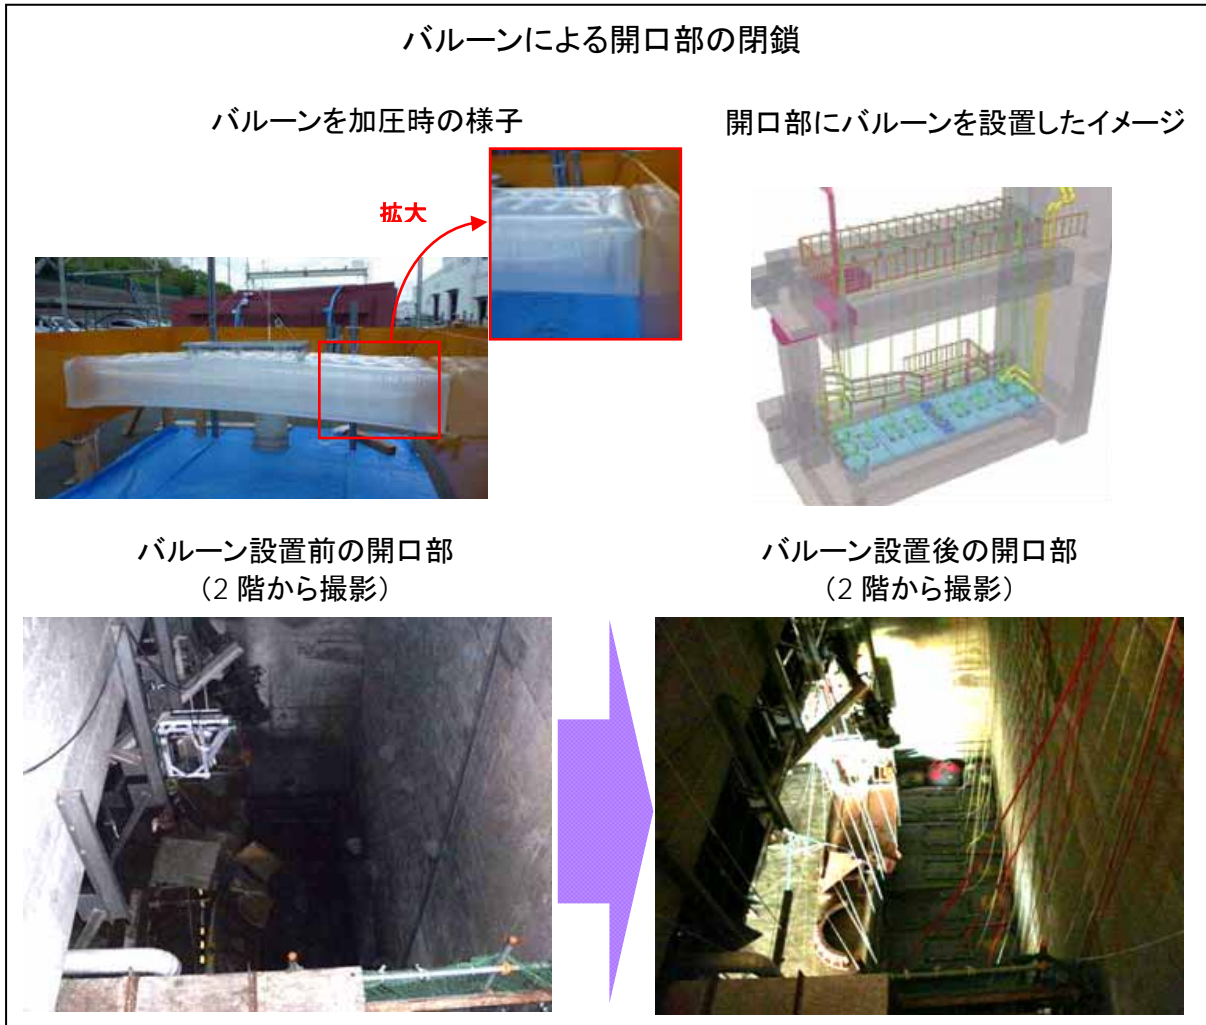 バルーンによる開口部の閉鎖
バルーンを加圧時の様子
開口部にバルーンを設置したイメージ
拡大
バルーン設置前の開口部
（2 階から撮影）
バルーン設置後の開口部
（2 階から撮影）